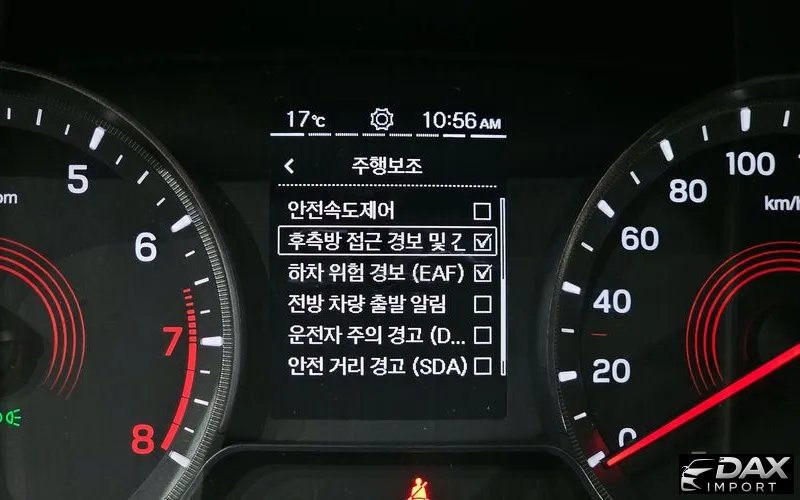 17℃ 10:56 AM
주행보조
안전속도제어
후측방 접근 경보 및 긴
하차 위험 경보 (EAF)
전방 차량 출발 알림
운전자 주의 경고 (D...
안전 거리 경고 (SDA)
5
6
7
8
100
80
60
40
20
0
km/h
DAX
IMPORT